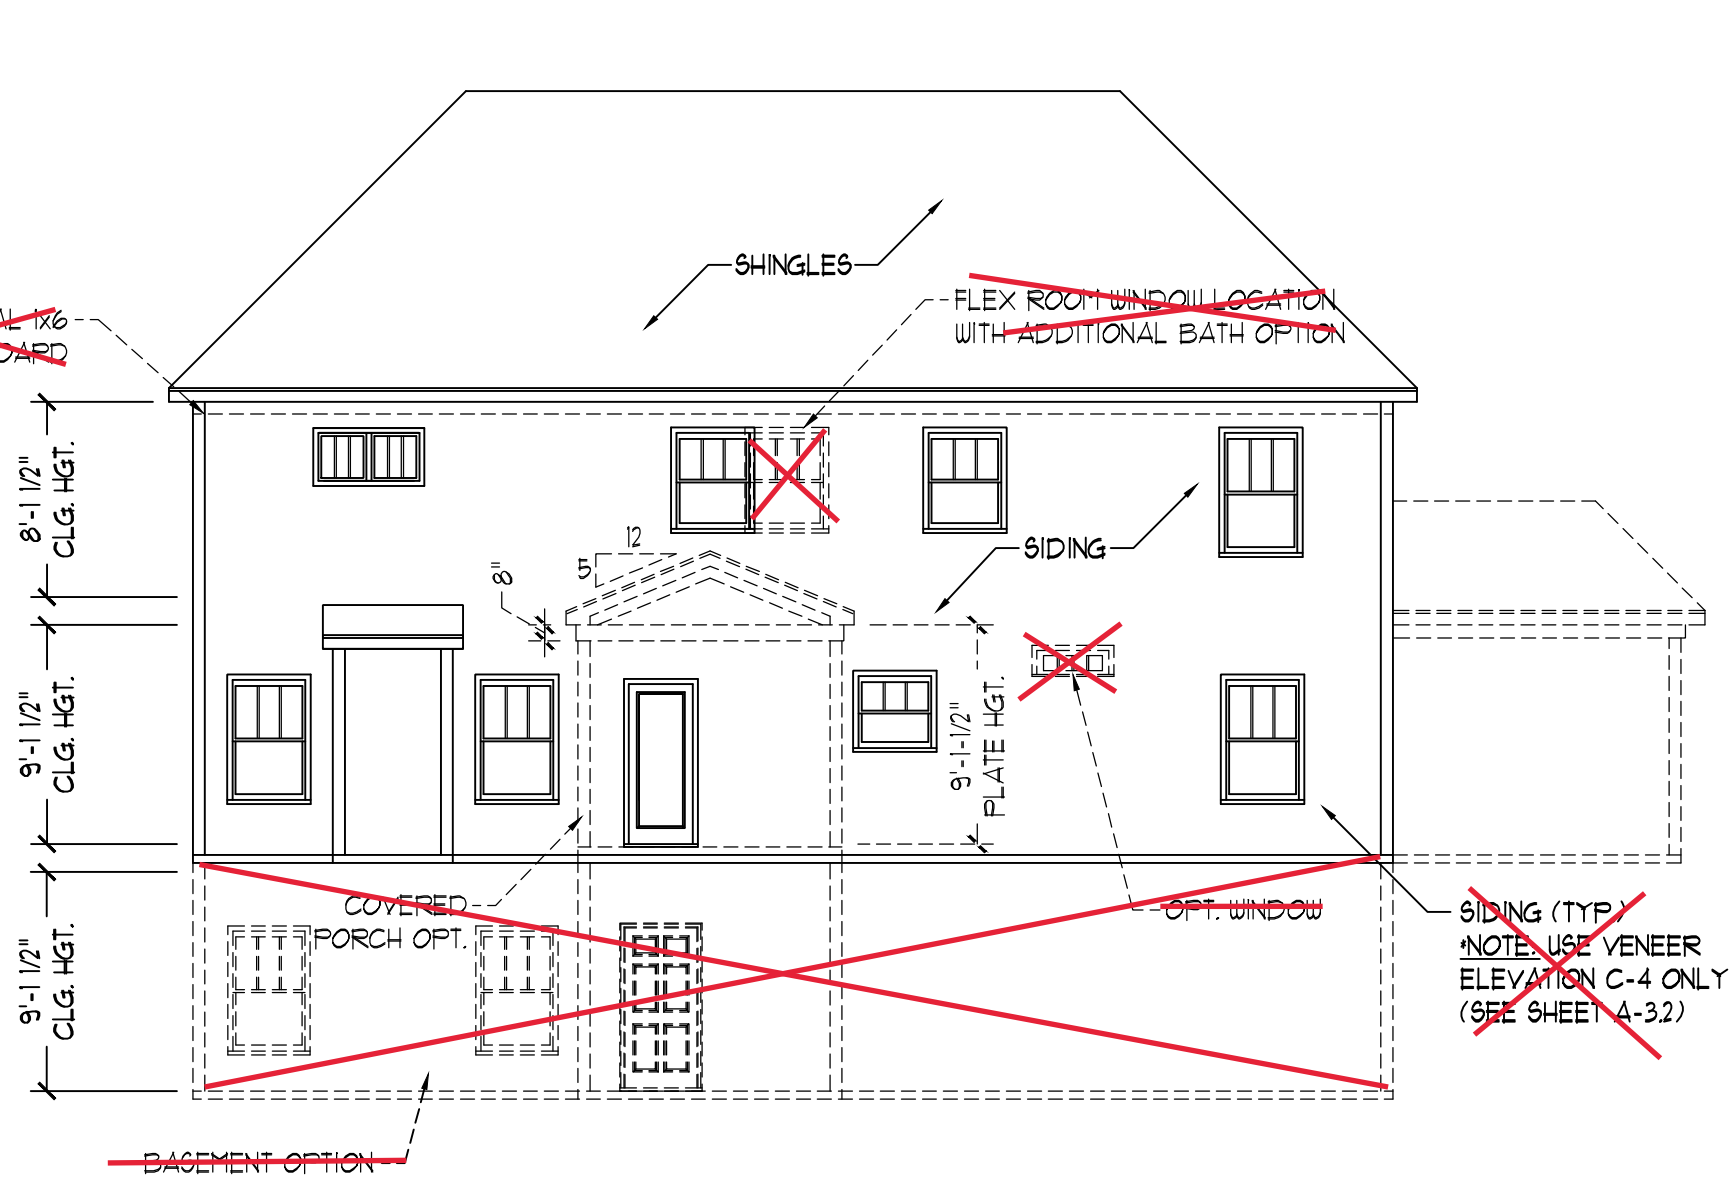 SHINGLES
FLEX ROOM WINDOW LOCATION
WITH ADDITIONAL BATH OPTION
1x6
8'-1 1/2"
CLG. HGT.
12
5
8"
SIDING
9'-1 1/2"
CLG. HGT.
9'-1-1/2"
PLATE HGT.
COVERED
PORCH OPT.
OPT. WINDOW
SIDING (TYP.)
*NOTE: USE VENEER
ELEVATION C-4 ONLY
(SEE SHEET A-3.2)
9'-1 1/2"
CLG. HGT.
BASEMENT OPTION